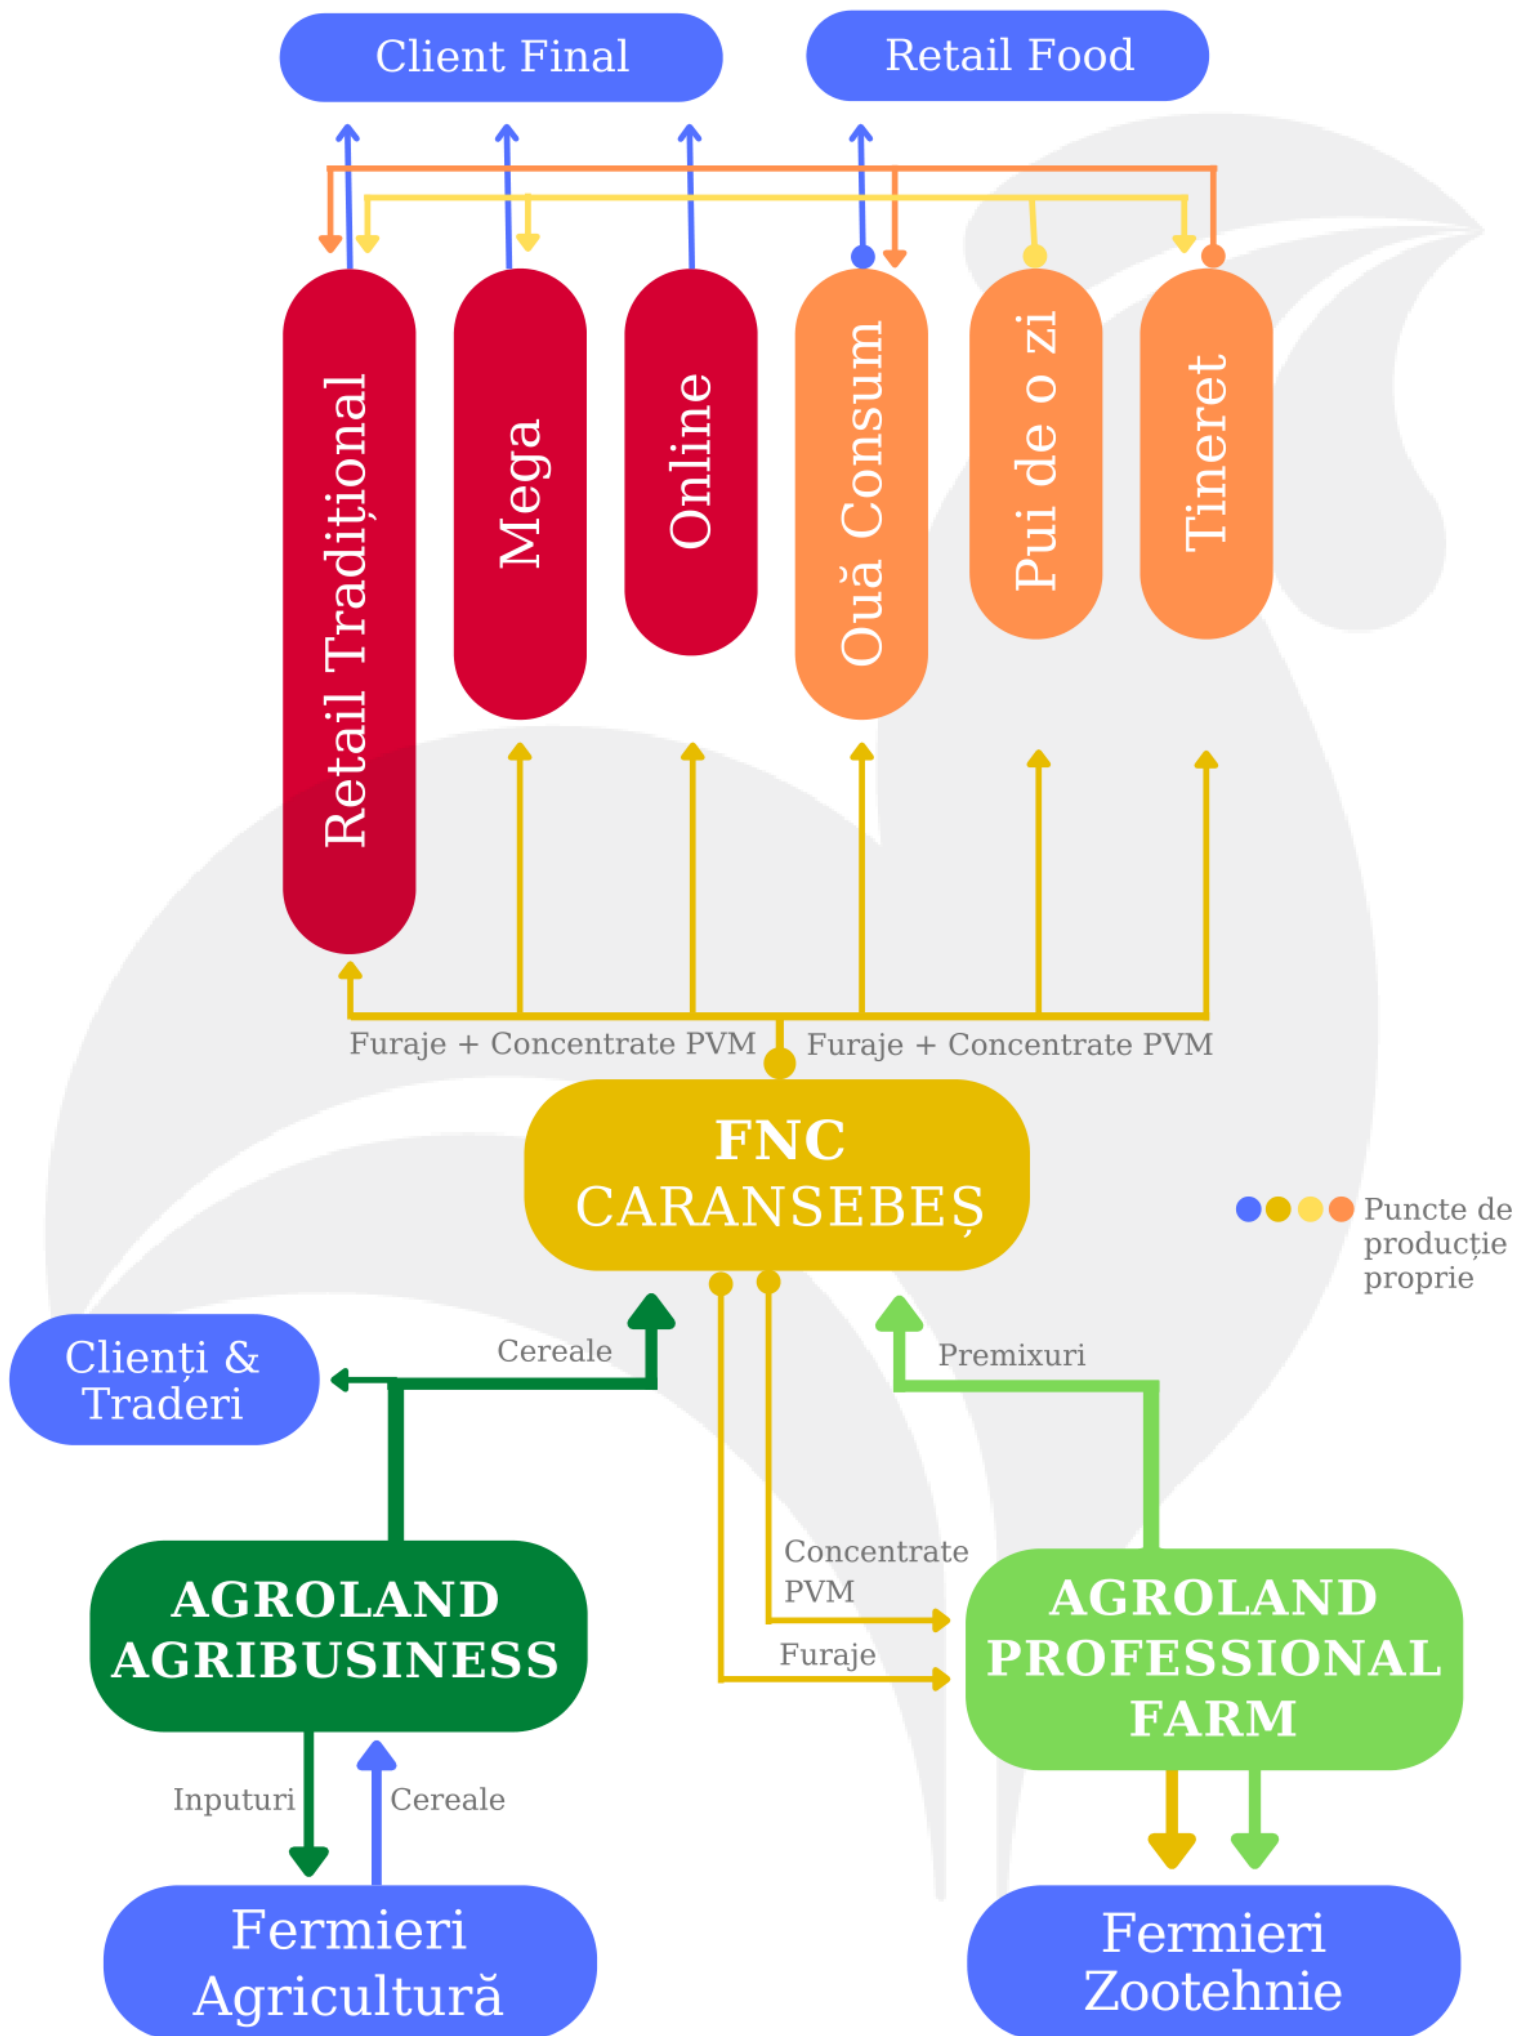 Client Final
Retail Food
Retail Tradițional
Mega
Online
Ouă Consum
Pui de o zi
Tineret
Furaje + Concentrate PVM
Furaje + Concentrate PVM
FNC
CARANSEBEȘ
Puncte de
producție
proprie
Clienți &
Traderi
Cereale
Premixuri
Concentrate
PVM
Furaje
AGROLAND
AGRIBUSINESS
AGROLAND
PROFESSIONAL
FARM
Inputuri
Cereale
Fermieri
Agricultură
Fermieri
Zootehnie